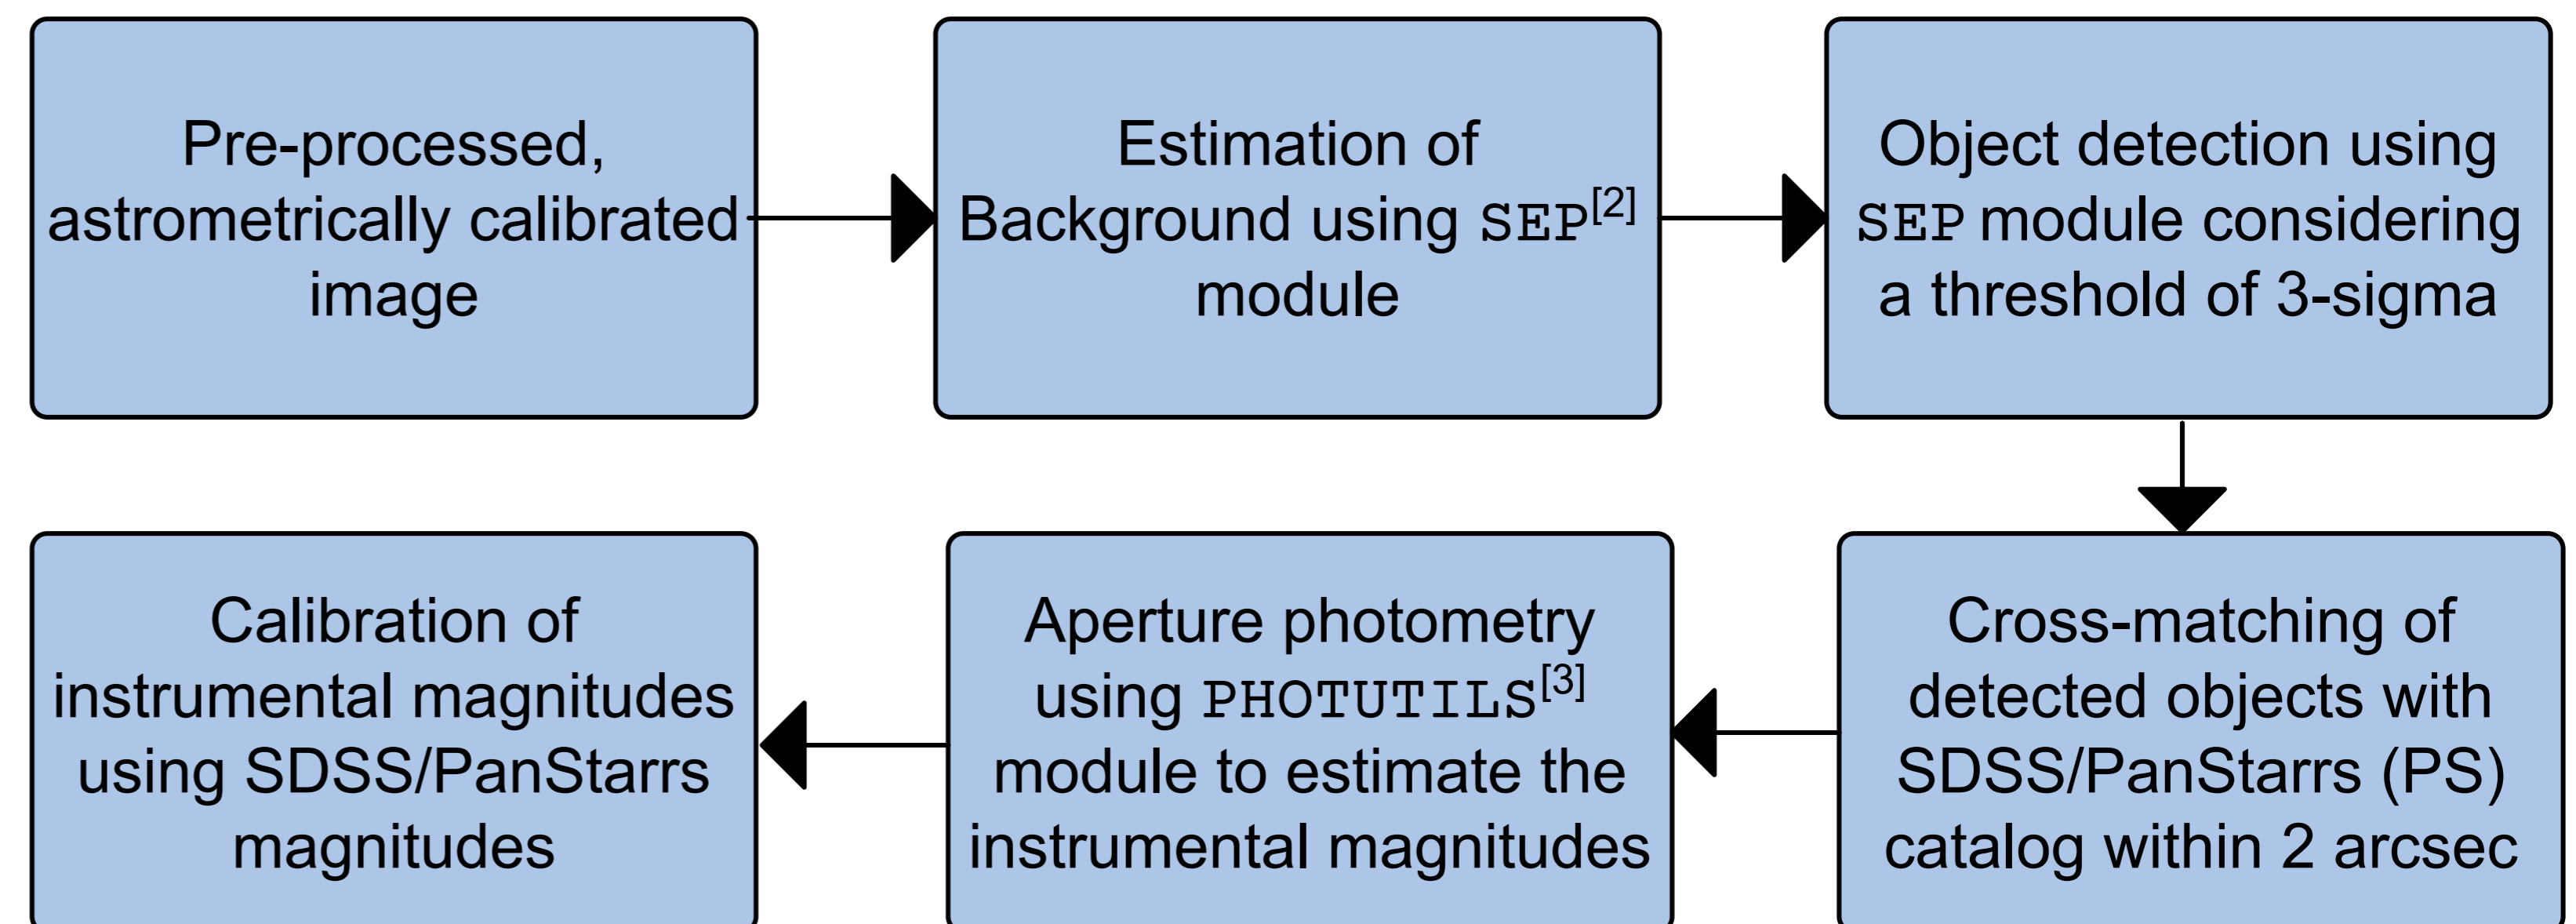 Pre-processed,
astrometrically calibrated
image
Estimation of
Background using SEP[2]
module
Object detection using
SEP module considering
a threshold of 3-sigma
Cross-matching of
detected objects with
SDSS/PanStarrs (PS)
catalog within 2 arcsec
Aperture photometry
using PHOTUTILS[3]
module to estimate the
instrumental magnitudes
Calibration of
instrumental magnitudes
using SDSS/PanStarrs
magnitudes